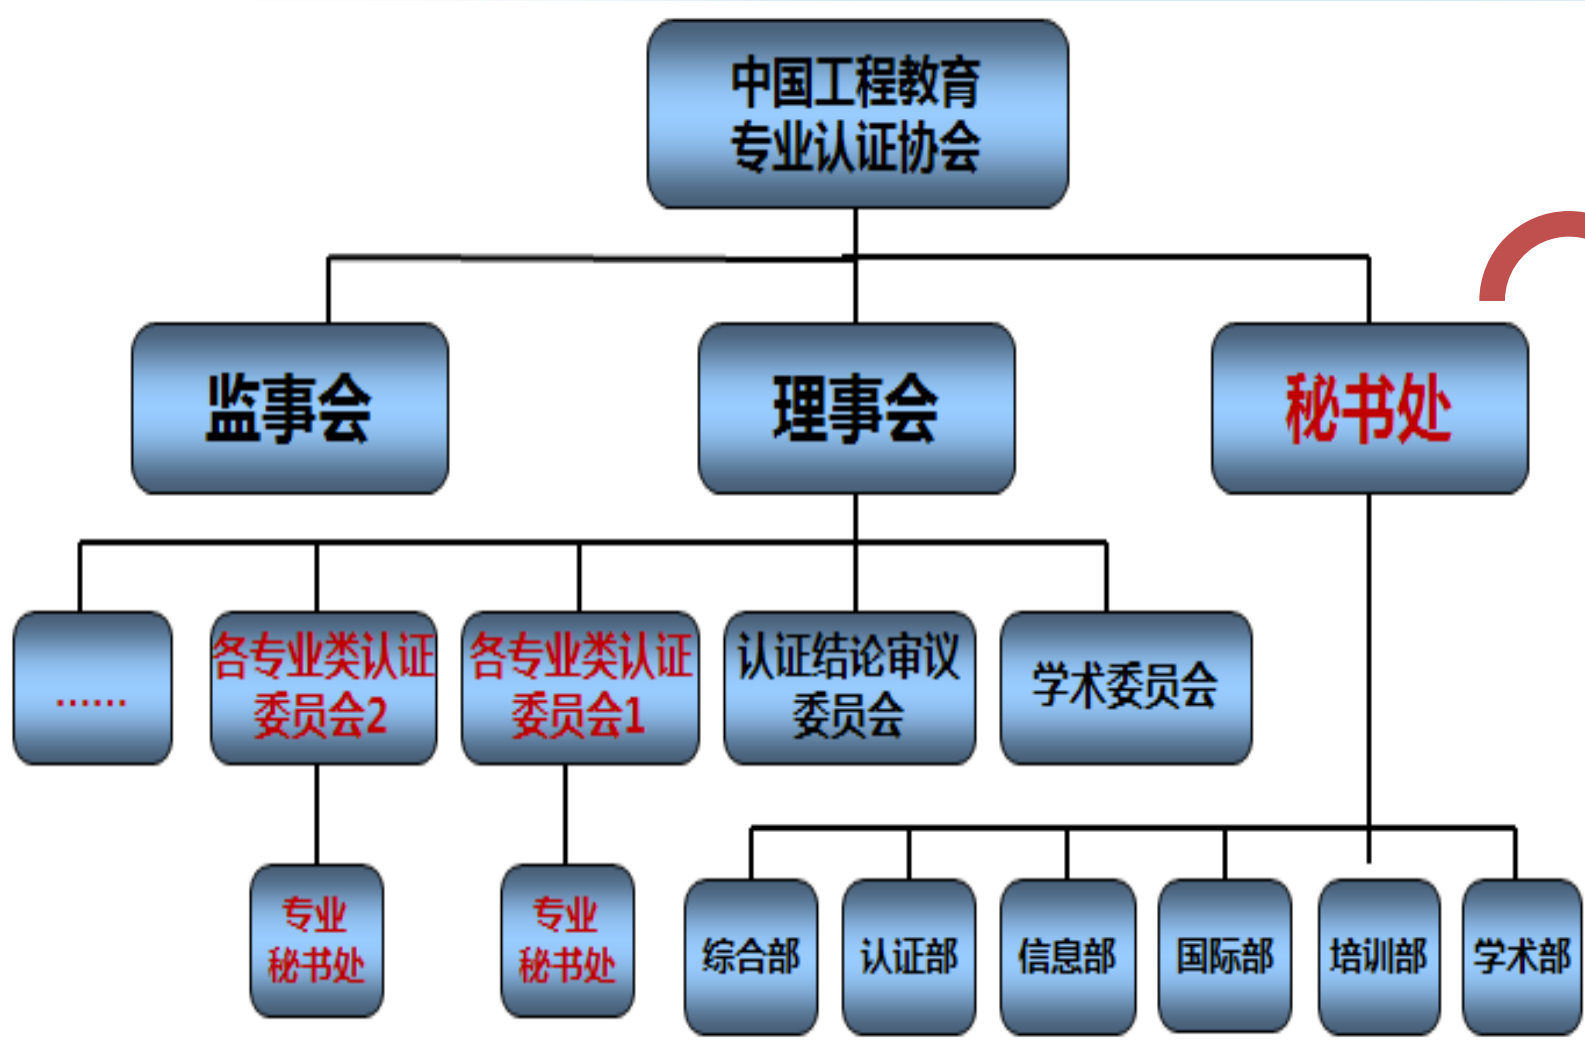 中国工程教育
专业认证协会
监事会
理事会
秘书处
......
各专业类认证
委员会2
各专业类认证
委员会1
认证结论审议
委员会
学术委员会
专业
秘书处
专业
秘书处
综合部
认证部
信息部
国际部
培训部
学术部